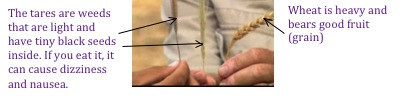 The tares are weeds
that are light and
have tiny black seeds
inside. If you eat it, it
can cause dizziness
and nausea.
Wheat is heavy and
bears good fruit
(grain)